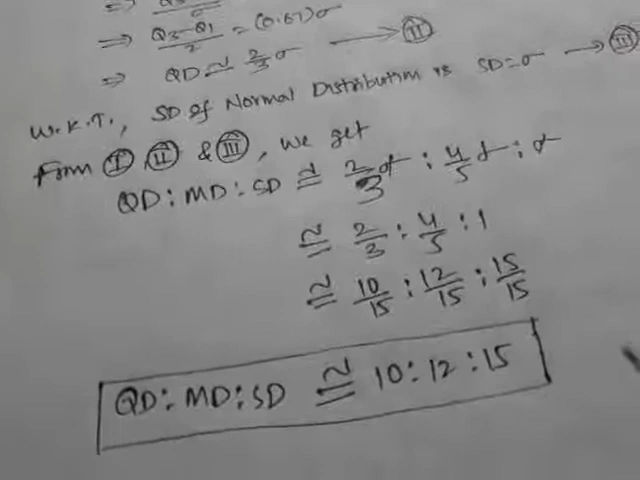 ⇒ Q3-Q1/2 = (0.67)σ
⇒ QD ≃ 2/3 σ → (II)
W.K.T., SD of Normal Distribution is SD=σ → (III)
Form (I), (II) & (III), we get
QD : MD : SD ≅ 2/3 σ : 4/5 σ : σ
≅ 2/3 : 4/5 : 1
≅ 10/15 : 12/15 : 15/15
QD : MD : SD ≅ 10 : 12 : 15